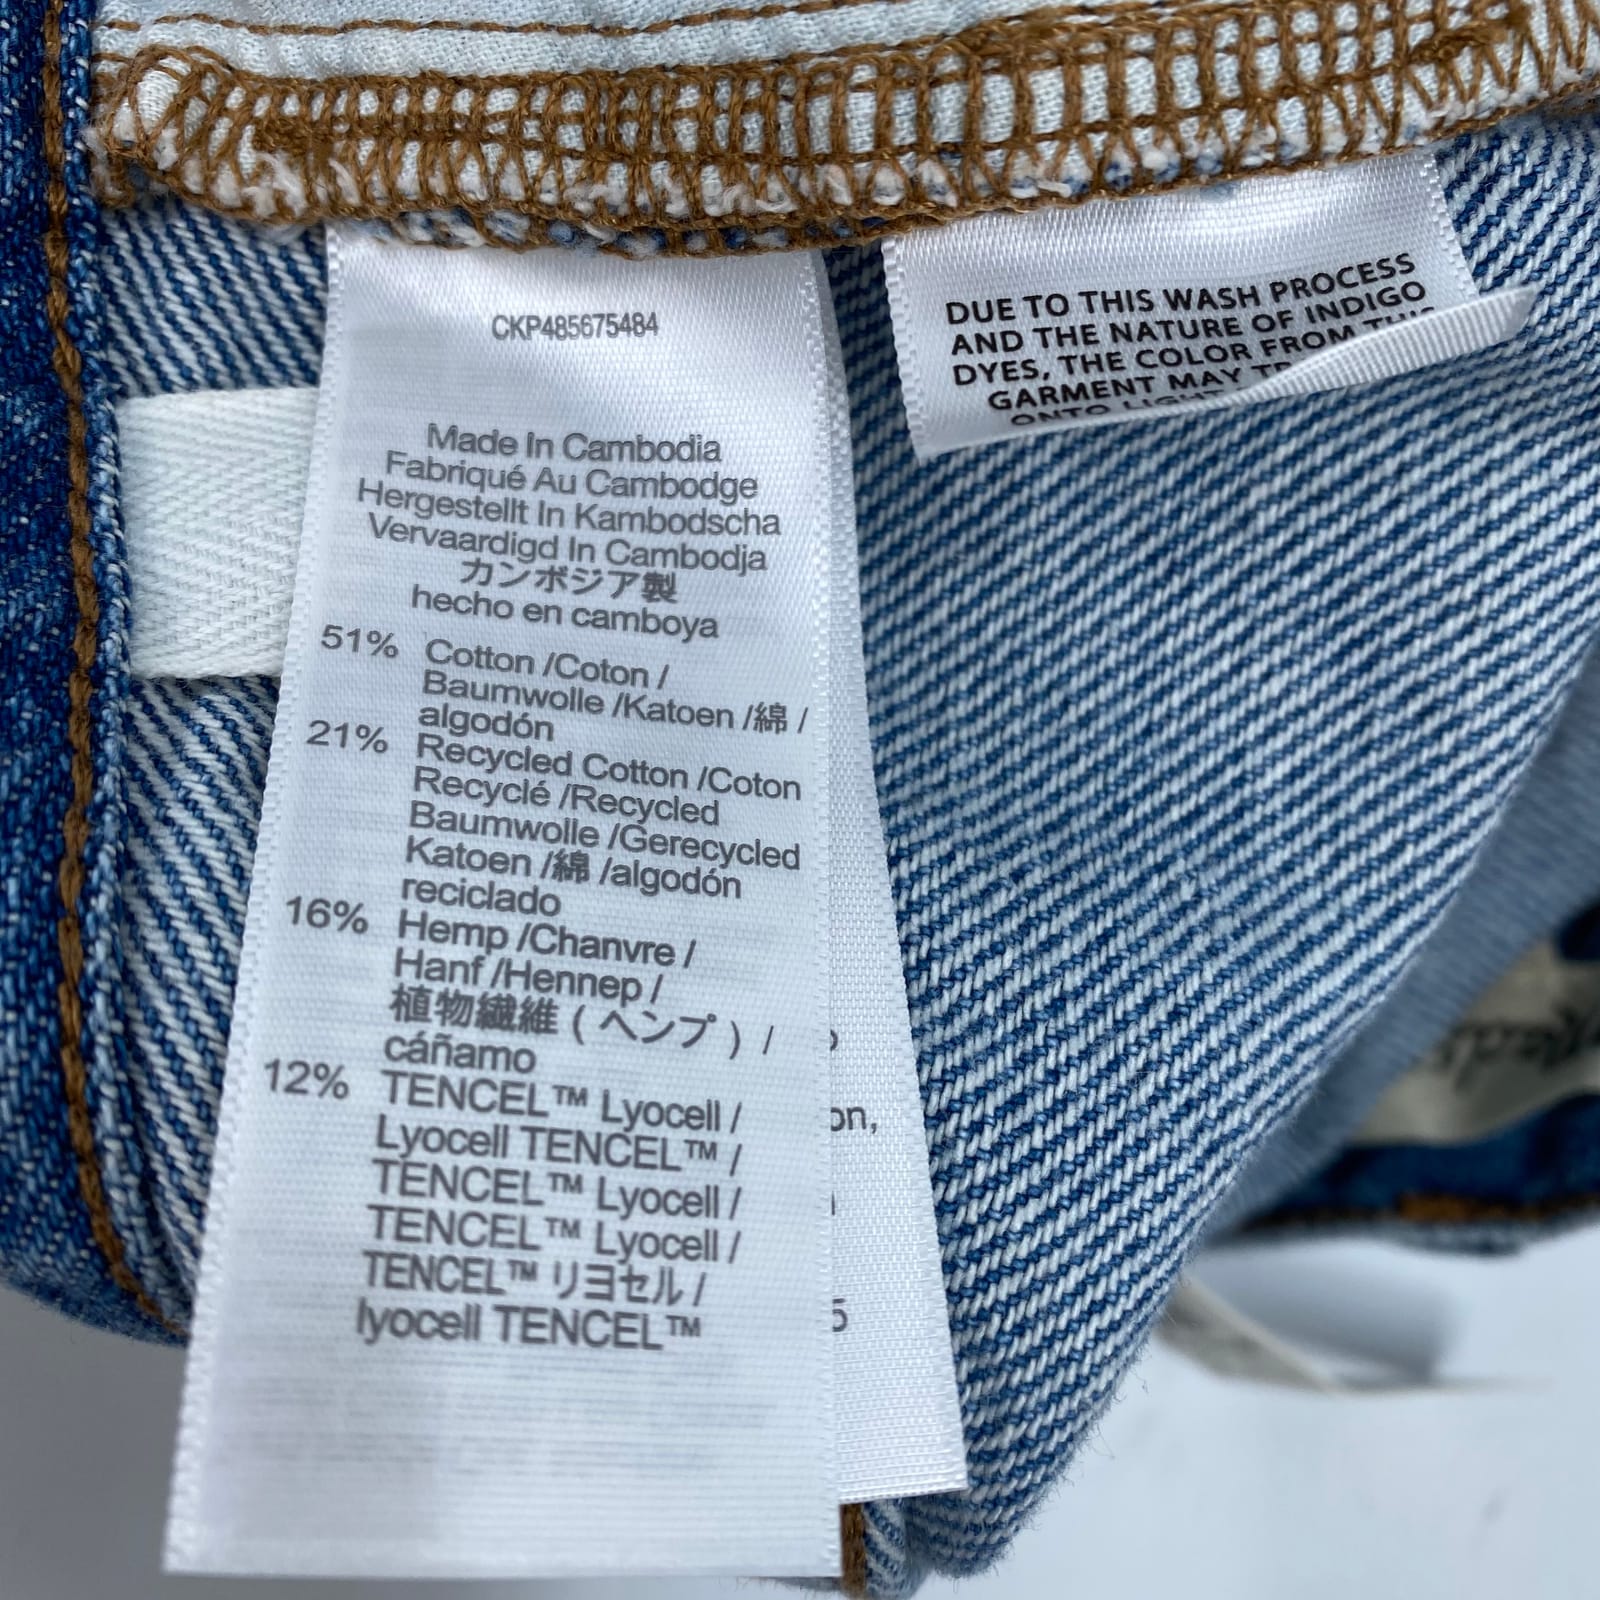 CKP485675484
Made In Cambodia
Fabriqué Au Cambodge
Hergestellt In Kambodscha
Vervaardigd In Cambodja
カンボジア製
hecho en camboya
51% Cotton /Coton /
Baumwolle /Katoen /綿 /
algodón
21% Recycled Cotton /Coton
Recyclé /Recycled
Baumwolle /Gerecycled
Katoen /綿 /algodón
reciclado
16% Hemp /Chanvre /
Hanf /Hennep /
植物繊維 ( ヘンプ ) /
cáñamo
12% TENCEL™ Lyocell /
Lyocell TENCEL™ /
TENCEL™ Lyocell /
TENCEL™ Lyocell /
TENCEL™ リヨセル /
lyocell TENCEL™
DUE TO THIS WASH PROCESS
AND THE NATURE OF INDIGO
DYES, THE COLOR FROM THIS
GARMENT MAY
ONTO LIGHT
on,
5